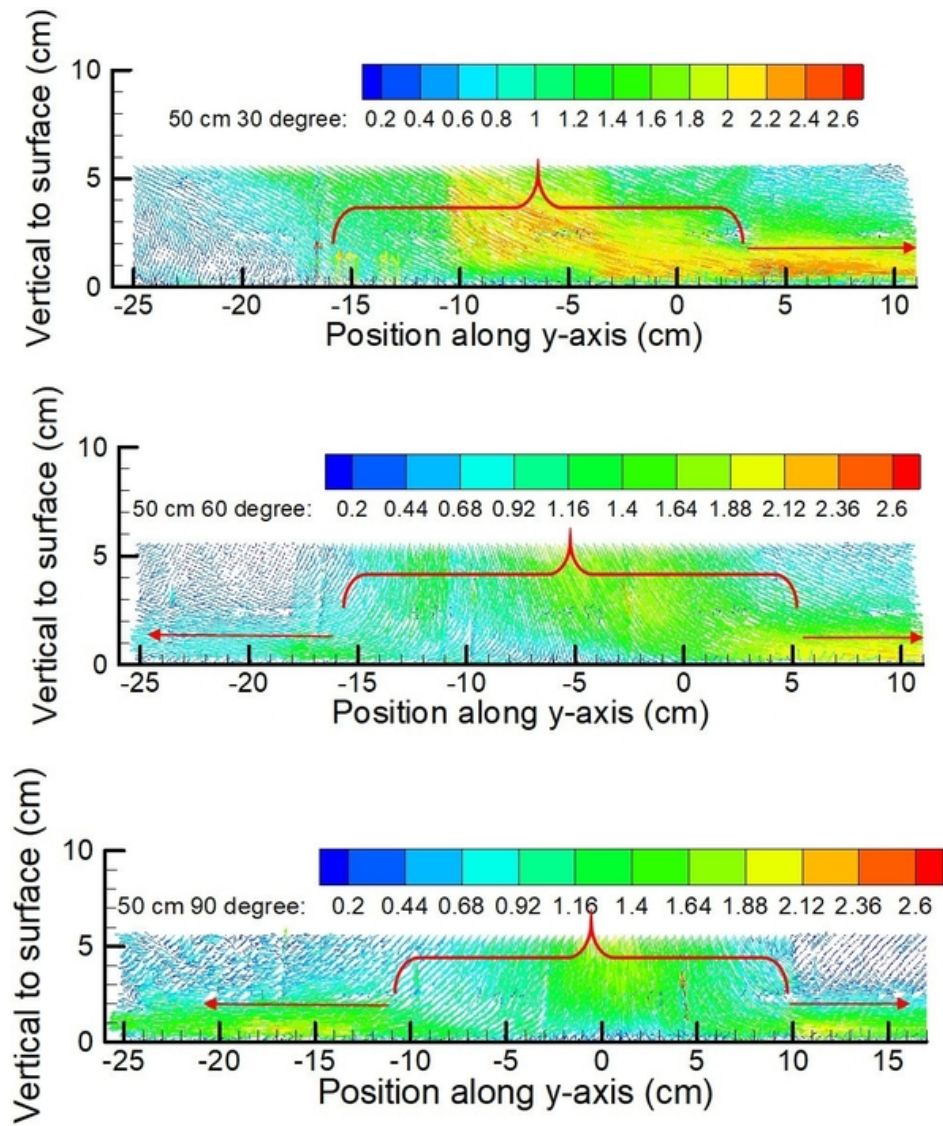 Vertical to surface (cm)
10
5
0
50 cm 30 degree: 0.2 0.4 0.6 0.8 1 1.2 1.4 1.6 1.8 2 2.2 2.4 2.6
-25 -20 -15 -10 -5 0 5 10
Position along y-axis (cm)
Vertical to surface (cm)
10
5
0
50 cm 60 degree: 0.2 0.44 0.68 0.92 1.16 1.4 1.64 1.88 2.12 2.36 2.6
-25 -20 -15 -10 -5 0 5 10
Position along y-axis (cm)
Vertical to surface (cm)
10
5
0
50 cm 90 degree: 0.2 0.44 0.68 0.92 1.16 1.4 1.64 1.88 2.12 2.36 2.6
-25 -20 -15 -10 -5 0 5 10 15
Position along y-axis (cm)